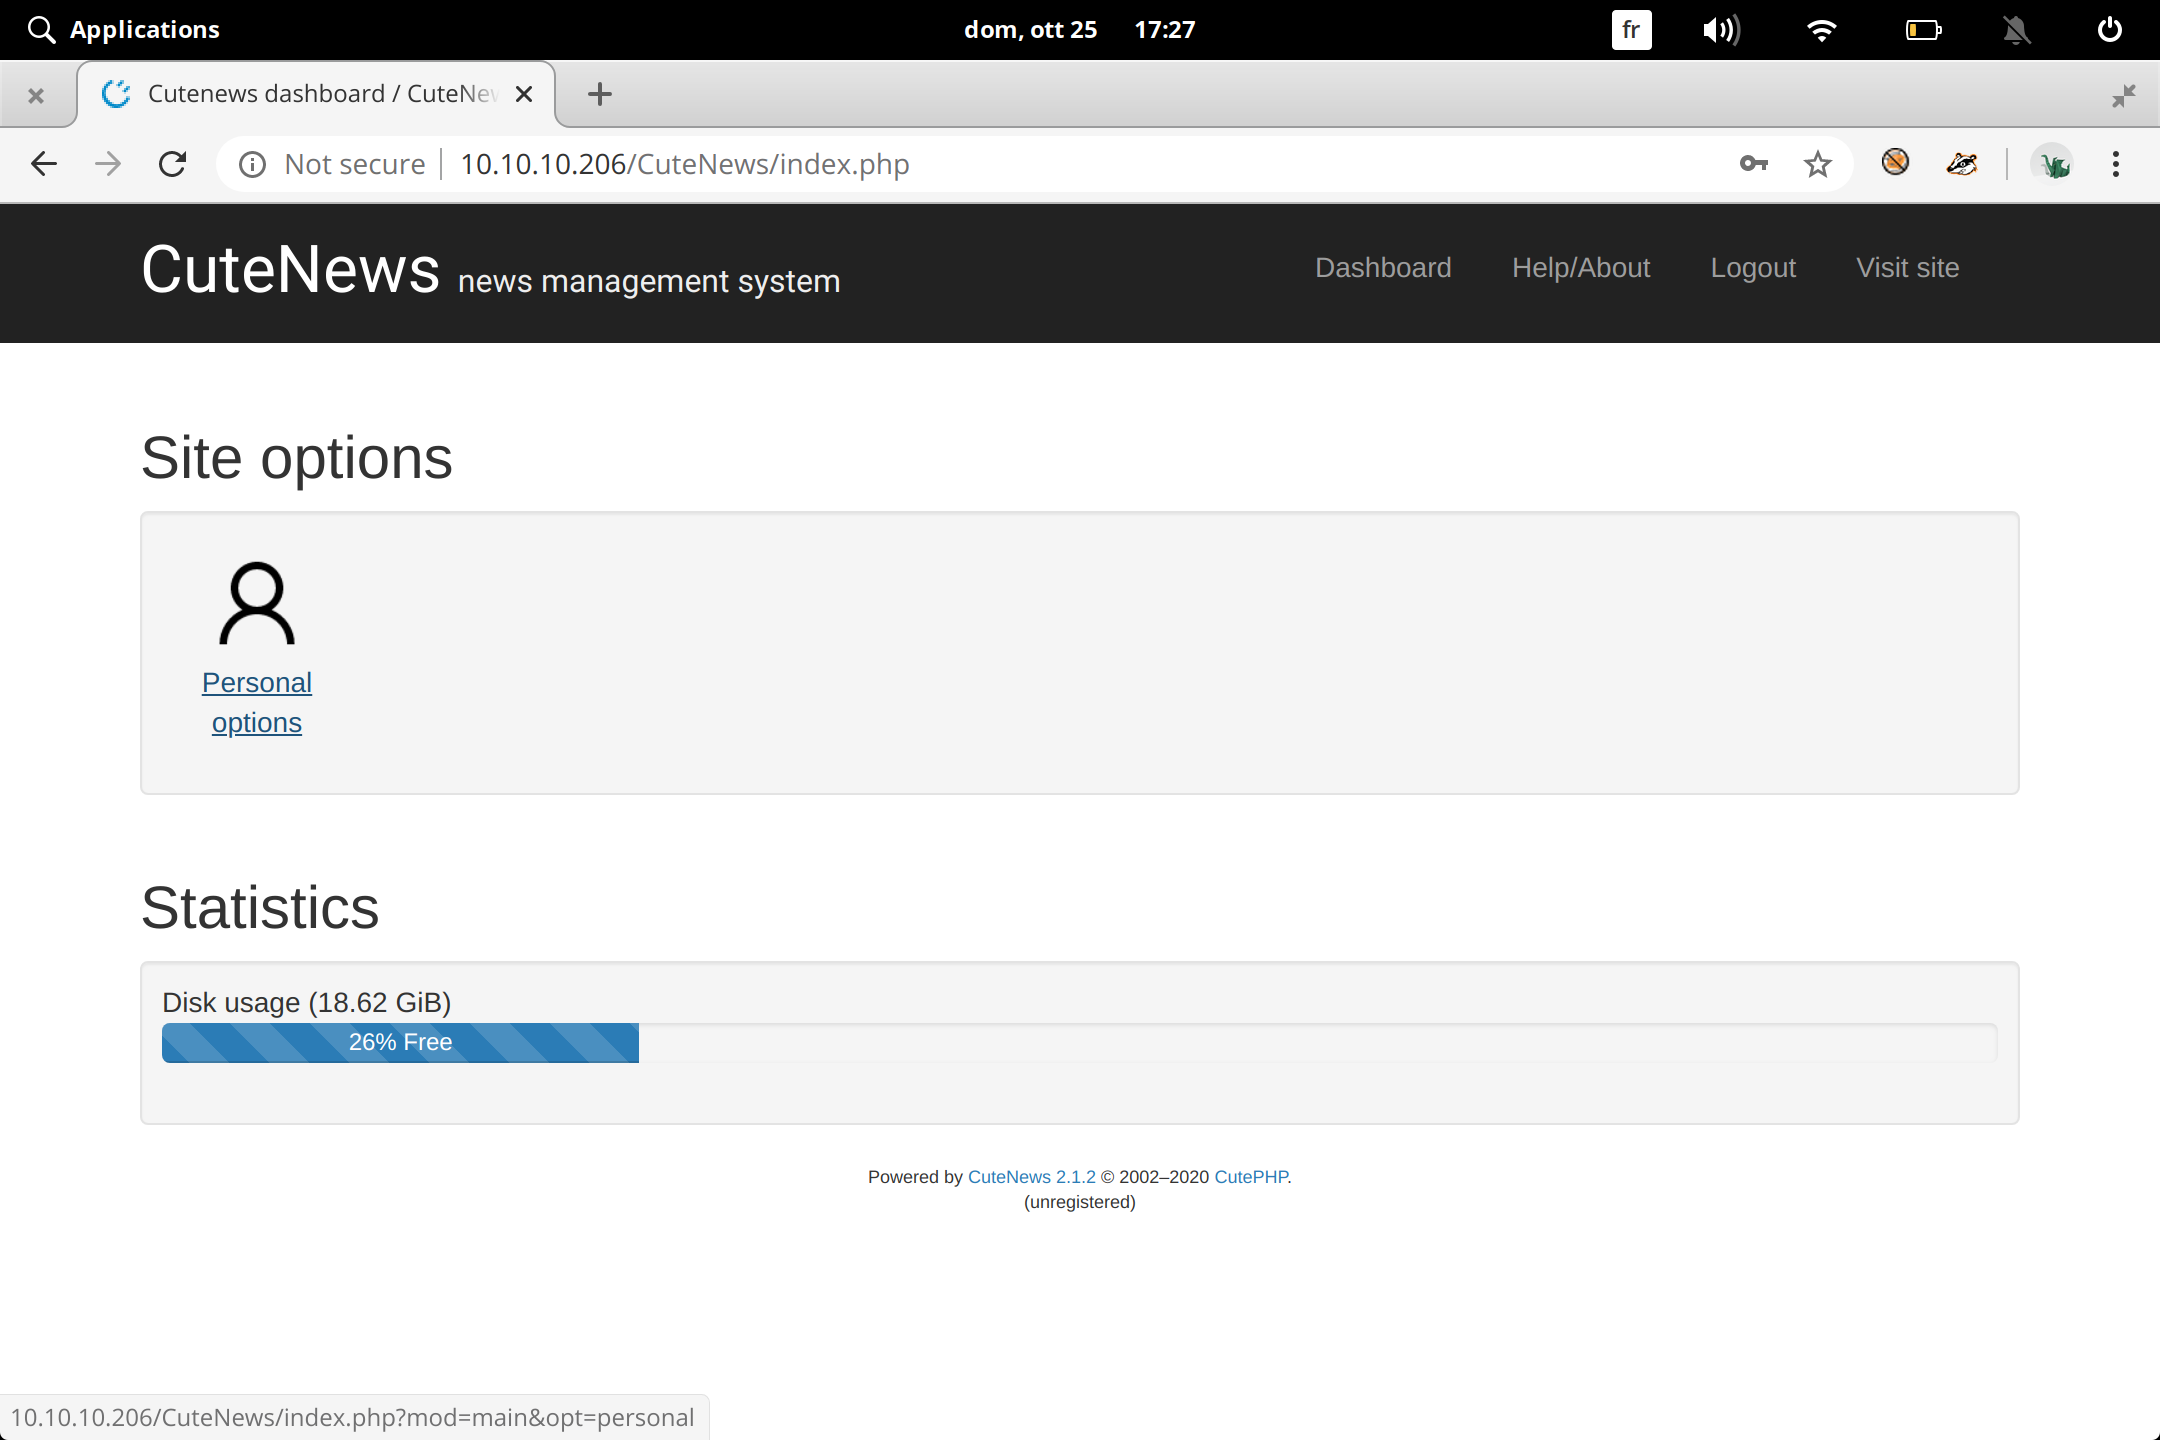 Applications
dom, ott 25 17:27
fr
Cutenews dashboard / CuteNew
Not secure
10.10.10.206/CuteNews/index.php
CuteNews news management system
Dashboard Help/About Logout Visit site
Site options
Personal
options
Statistics
Disk usage (18.62 GiB)
26% Free
Powered by CuteNews 2.1.2 © 2002–2020 CutePHP.
(unregistered)
10.10.10.206/CuteNews/index.php?mod=main&opt=personal